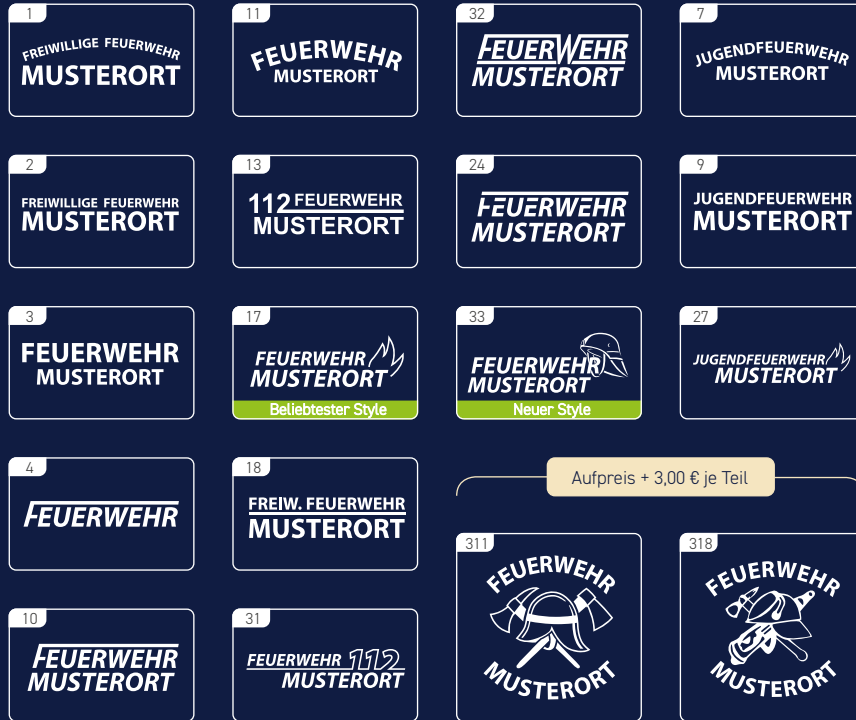 1
FREIWILLIGE FEUERWEHR
MUSTERORT
11
FEUERWEHR
MUSTERORT
32
FEUERWEHR
MUSTERORT
7
JUGENDFEUERWEHR
MUSTERORT
2
FREIWILLIGE FEUERWEHR
MUSTERORT
13
112 FEUERWEHR
MUSTERORT
24
FEUERWEHR
MUSTERORT
9
JUGENDFEUERWEHR
MUSTERORT
3
FEUERWEHR
MUSTERORT
17
FEUERWEHR
MUSTERORT
Beliebtester Style
33
FEUERWEHR
MUSTERORT
Neuer Style
27
JUGENDFEUERWEHR
MUSTERORT
4
FEUERWEHR
18
FREIW. FEUERWEHR
MUSTERORT
Aufpreis + 3,00 € je Teil
10
FEUERWEHR
MUSTERORT
31
FEUERWEHR 112
MUSTERORT
311
FEUERWEHR
MUSTERORT
318
FEUERWEHR
MUSTERORT